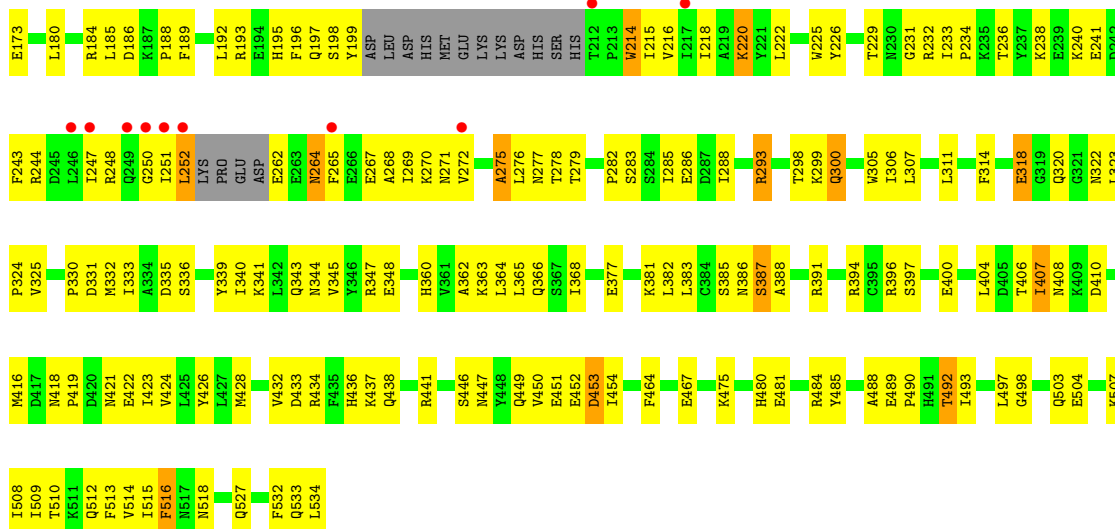 E173 L180 R184 L185 D186 K187 P188 F189 L192 R193 E194 H195 F196 Q197 S198 Y199 ASP LEU ASP HIS MET GLU LYS LYS ASP HIS SER HIS T212 P213 W214 I215 V216 I217 I218 A219 K220 Y221 L222 W225 Y226 T229 N230 G231 R232 I233 P234 K235 T236 Y237 K238 E239 K240 E241 D242
F243 R244 D245 L246 I247 R248 Q249 G250 I251 L252 LYS PRO GLU ASP E262 E263 N264 F265 E266 E267 A268 I269 K270 N271 V272 A275 L276 N277 T278 T279 P282 S283 S284 I285 E286 D287 I288 R293 T298 K299 Q300 W305 I306 L307 L311 F314 E318 G319 Q320 G321 N322 L323
P324 V325 P330 D331 M332 I333 A334 D335 S336 Y339 I340 K341 L342 Q343 N344 V345 Y346 R347 E348 H360 V361 A362 K363 L364 L365 Q366 S367 I368 E377 K381 L382 L383 C384 S385 N386 S387 A388 R391 R394 C395 R396 S397 E400 L404 D405 T406 I407 N408 K409 D410
M416 D417 N418 P419 D420 N421 E422 I423 V424 L425 Y426 L427 M428 V432 D433 R434 F435 H436 K437 Q438 R441 S446 N447 Y448 Q449 V450 E451 E452 D453 I454 F464 E467 K475 H480 E481 R484 Y485 A488 E489 P490 H491 T492 I493 L497 G498 Q503 E504 K507
I508 I509 T510 K511 Q512 F513 V514 I515 F516 N517 N518 Q527 F532 Q533 L534